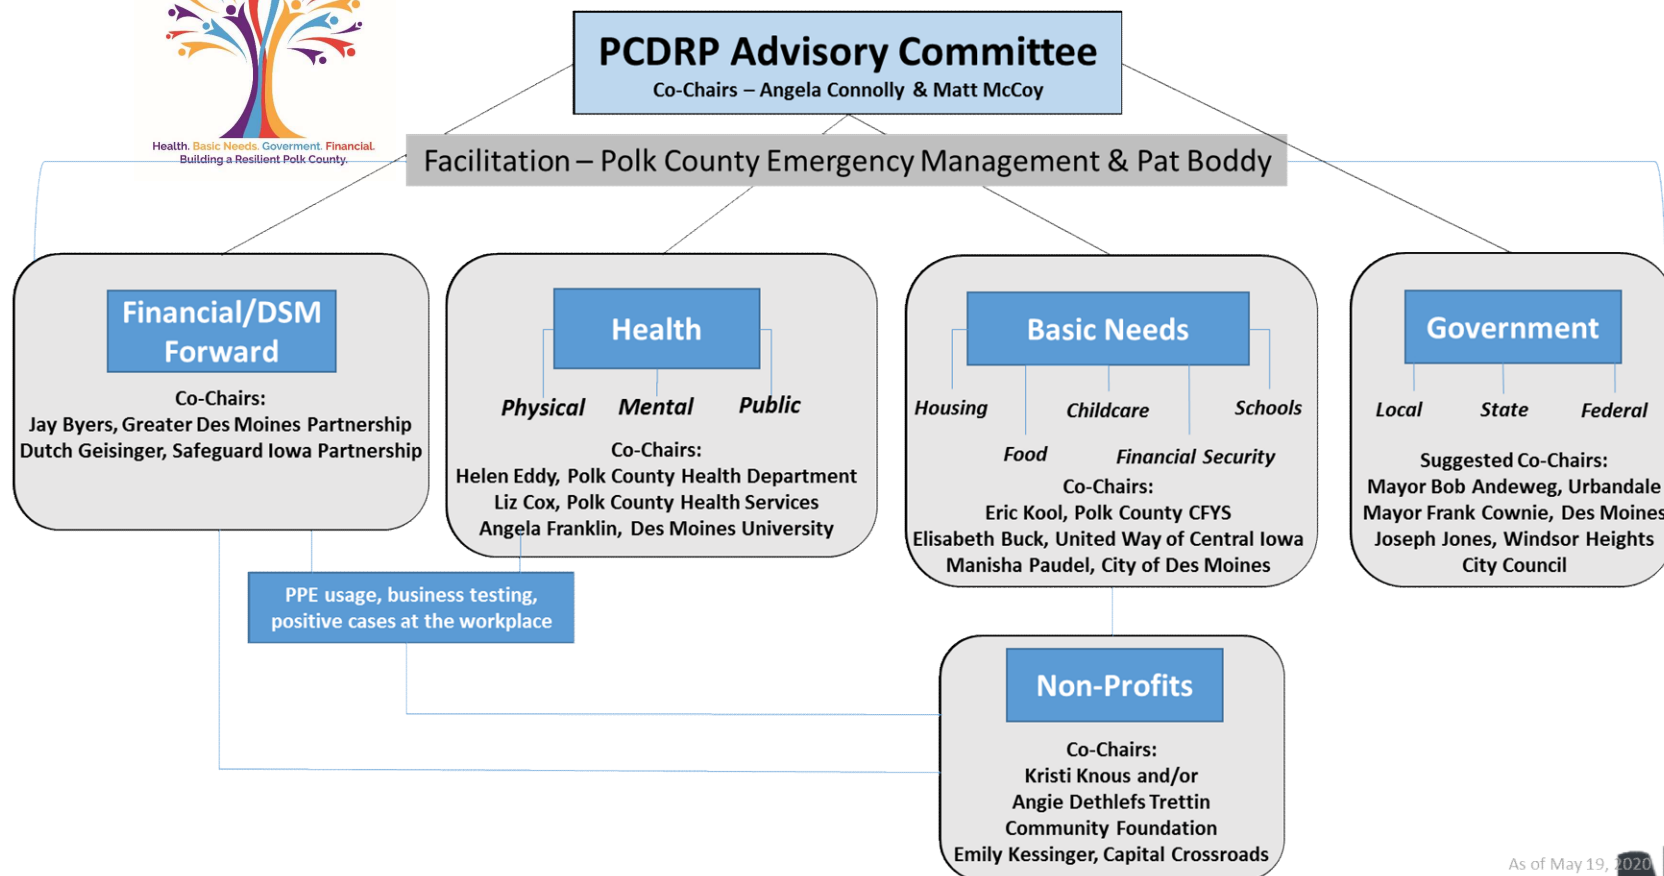 PCDRP Advisory Committee
Co-Chairs – Angela Connolly & Matt McCoy
Health. Basic Needs. Goverment. Financial.
Building a Resilient Polk County.
Facilitation – Polk County Emergency Management & Pat Boddy
Financial/DSM
Forward
Co-Chairs:
Jay Byers, Greater Des Moines Partnership
Dutch Geisinger, Safeguard Iowa Partnership
Health
Physical
Mental
Public
Co-Chairs:
Helen Eddy, Polk County Health Department
Liz Cox, Polk County Health Services
Angela Franklin, Des Moines University
Basic Needs
Housing
Childcare
Schools
Food
Financial Security
Co-Chairs:
Eric Kool, Polk County CFYS
Elisabeth Buck, United Way of Central Iowa
Manisha Paudel, City of Des Moines
Government
Local
State
Federal
Suggested Co-Chairs:
Mayor Bob Andeweg, Urbandale
Mayor Frank Cownie, Des Moines
Joseph Jones, Windsor Heights
City Council
PPE usage, business testing,
positive cases at the workplace
Non-Profits
Co-Chairs:
Kristi Knous and/or
Angie Dethlefs Trettin
Community Foundation
Emily Kessinger, Capital Crossroads
As of May 19, 2020